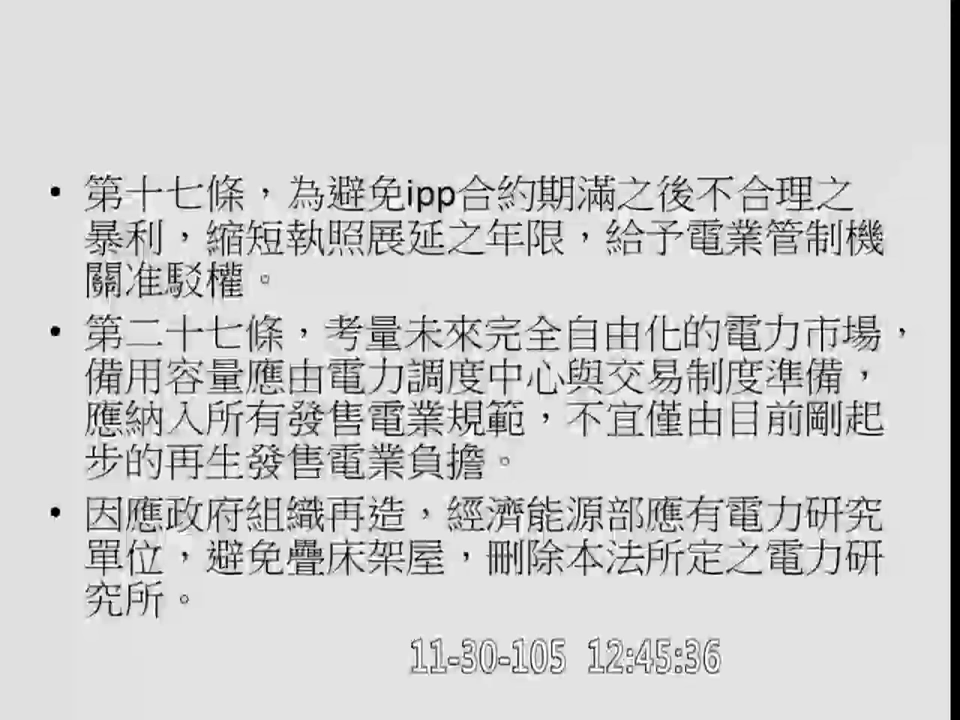 • 第十七條，為避免ipp合約期滿之後不合理之
暴利，縮短執照展延之年限，給予電業管制機
關准駁權。
• 第二十七條，考量未來完全自由化的電力市場，
備用容量應由電力調度中心與交易制度準備，
應納入所有發售電業規範，不宜僅由目前剛起
步的再生發售電業負擔。
• 因應政府組織再造，經濟能源部應有電力研究
單位，避免疊床架屋，刪除本法所定之電力研
究所。
11-30-105 12:45:36